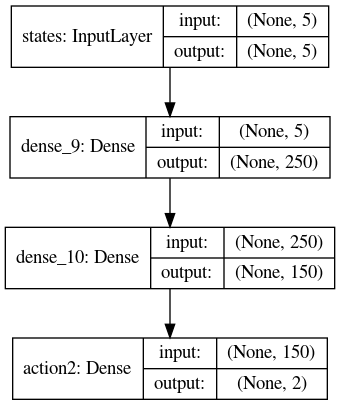 states: InputLayer
input: (None, 5)
output: (None, 5)
dense_9: Dense
input: (None, 5)
output: (None, 250)
dense_10: Dense
input: (None, 250)
output: (None, 150)
action2: Dense
input: (None, 150)
output: (None, 2)